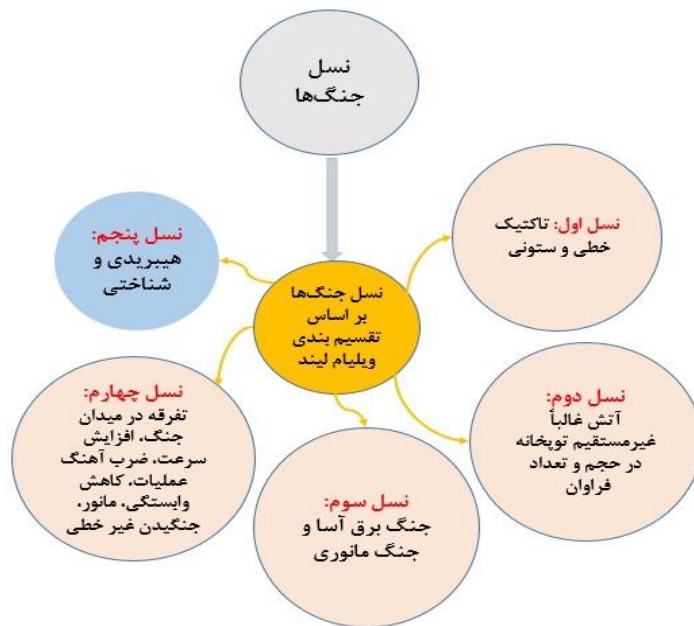 نسل
جنگ‌ها
نسل جنگ‌ها
بر اساس
تقسیم بندی
ویلیام لیند
نسل اول: تاکتیک
خطی و ستونی
نسل دوم:
آتش غالباً
غیرمستقیم توپخانه
در حجم و تعداد
فراوان
نسل سوم:
جنگ برق آسا و
جنگ مانوری
نسل چهارم:
تفرقه در میدان
جنگ، افزایش
سرعت، ضرب آهنگ
عملیات، کاهش
وابستگی، مانور،
جنگیدن غیر خطی
نسل پنجم:
هیبریدی و
شناختی